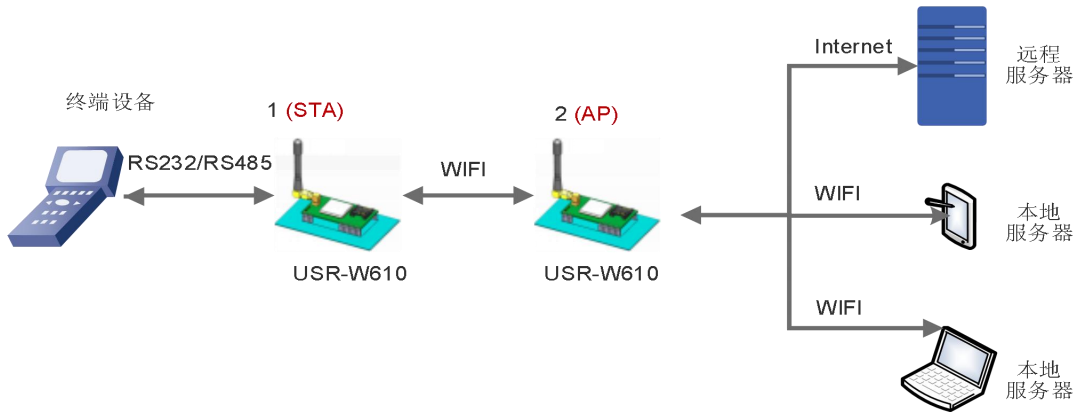 终端设备
RS232/RS485
1 (STA)
USR-W610
WIFI
2 (AP)
USR-W610
Internet
远程
服务器
WIFI
本地
服务器
WIFI
本地
服务器